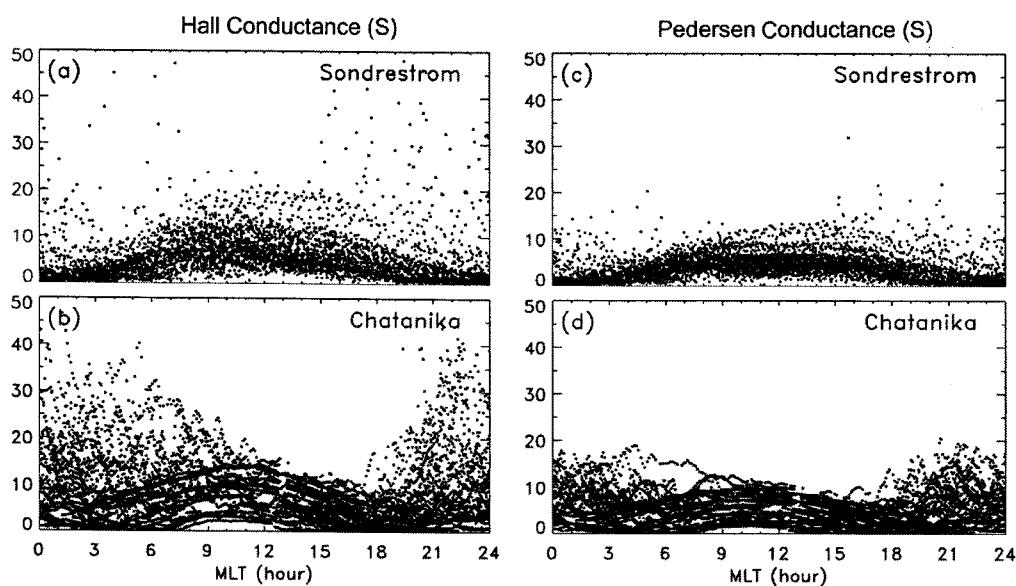 Hall Conductance (S)
Pedersen Conductance (S)
(a)
Sondrestrom
50
40
30
20
10
0
(c)
Sondrestrom
50
40
30
20
10
0
(b)
Chatanika
50
40
30
20
10
0
0 3 6 9 12 15 18 21 24
MLT (hour)
(d)
Chatanika
50
40
30
20
10
0
0 3 6 9 12 15 18 21 24
MLT (hour)